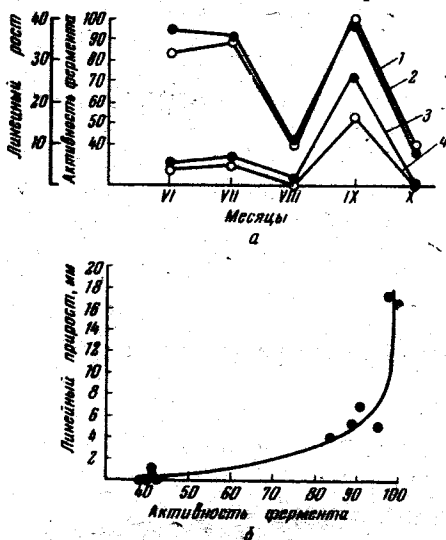 Линейный рост
Активность фермента
40
30
20
10
100
90
80
70
60
50
40
1
2
3
4
VI VII VIII IX X
Месяцы
а
Линейный прирост, мм
20
18
16
14
12
10
8
6
4
2
40 50 60 70 80 90 100
Активность фермента
б